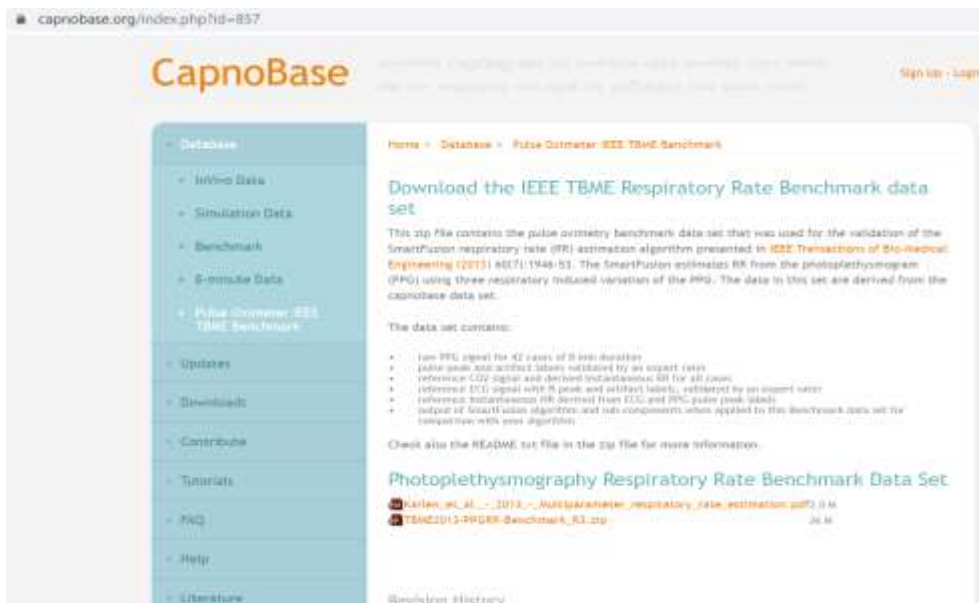 capnobase.org/index.php?id=857
CapnoBase
Sign Up - Login
Database
InVivo Data
Simulation Data
Benchmark
8-minute Data
Pulse Oximeter IEEE
TBME Benchmark
Updates
Downloads
Contribute
Tutorials
FAQ
Help
Literature
Home Database Pulse Oximeter IEEE TBME Benchmark
Download the IEEE TBME Respiratory Rate Benchmark data
set
This zip file contains the pulse oximetry benchmark data set that was used for the validation of the
SmartFusion respiratory rate (RR) estimation algorithm presented in IEEE Transactions of Bio-Medical
Engineering (2013) 60(7):1946-53. The SmartFusion estimates RR from the photoplethysmogram
(PPG) using three respiratory induced variation of the PPG. The data in this set are derived from the
capnobase data set.
The data set contains:
raw PPG signal for 42 cases of 8 min duration
pulse peak and artifact labels validated by an expert rater
reference CO2 signal and derived instantaneous RR for all cases
reference ECG signal with R peak and artifact labels, validated by an expert rater
reference instantaneous HR derived from ECG and PPG pulse peak labels
output of SmartFusion algorithm and sub components when applied to this Benchmark data set for
comparison with your algorithm
Check also the README.txt file in the zip file for more information.
Photoplethysmography Respiratory Rate Benchmark Data Set
Karlen_et_al_-_2013_-_Multiparameter_respiratory_rate_estimation.pdf 2.0 M
TBME2013-PPGRR-Benchmark_R3.zip 26 M
Revision History